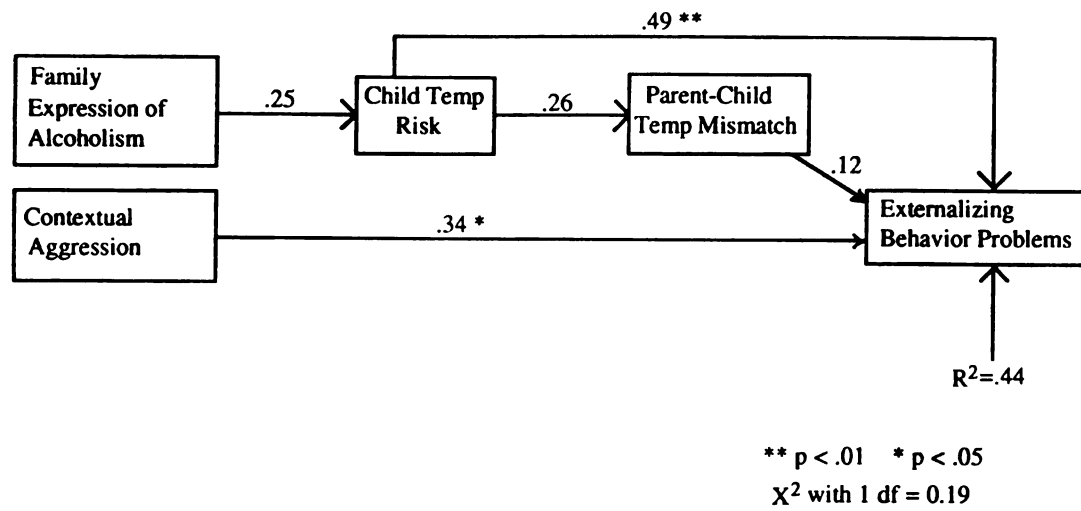 .49 **
Family
Expression of
Alcoholism
.25
Child Temp
Risk
.26
Parent-Child
Temp Mismatch
.12
Contextual
Aggression
.34 *
Externalizing
Behavior Problems
R²=.44
** p < .01 * p < .05
X² with 1 df = 0.19